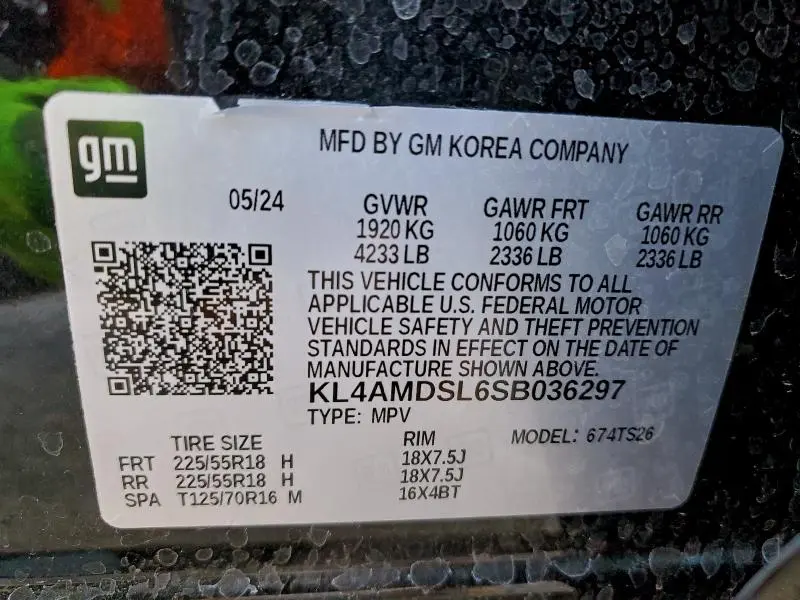 gm
MFD BY GM KOREA COMPANY
05/24 GVWR GAWR FRT GAWR RR
1920 KG 1060 KG 1060 KG
4233 LB 2336 LB 2336 LB
THIS VEHICLE CONFORMS TO ALL
APPLICABLE U.S. FEDERAL MOTOR
VEHICLE SAFETY AND THEFT PREVENTION
STANDARDS IN EFFECT ON THE DATE OF
MANUFACTURE SHOWN ABOVE.
KL4AMDSL6SB036297
TYPE: MPV
TIRE SIZE RIM MODEL: 674TS26
FRT 225/55R18 H 18X7.5J
RR 225/55R18 H 18X7.5J
SPA T125/70R16 M 16X4BT